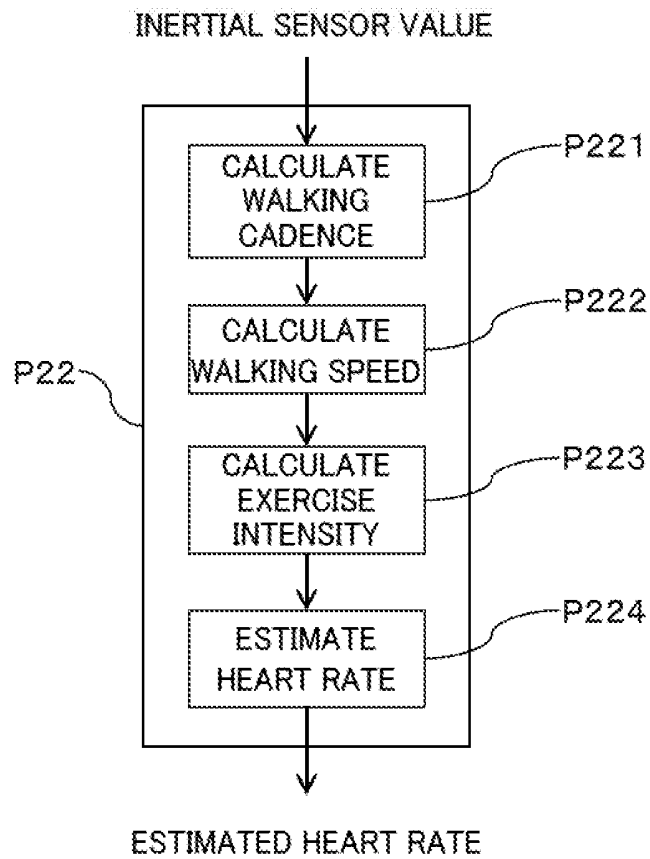 INERTIAL SENSOR VALUE
CALCULATE
WALKING
CADENCE
P221
CALCULATE
WALKING SPEED
P222
P22
CALCULATE
EXERCISE
INTENSITY
P223
ESTIMATE
HEART RATE
P224
ESTIMATED HEART RATE